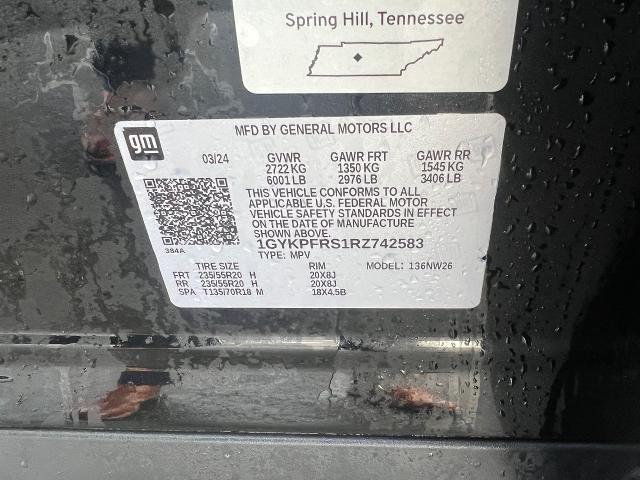 Spring Hill, Tennessee
gm
MFD BY GENERAL MOTORS LLC
03/24 GVWR GAWR FRT GAWR RR
2722 KG 1350 KG 1545 KG
6001 LB 2976 LB 3406 LB
THIS VEHICLE CONFORMS TO ALL
APPLICABLE U.S. FEDERAL MOTOR
VEHICLE SAFETY STANDARDS IN EFFECT
ON THE DATE OF MANUFACTURE
SHOWN ABOVE.
384A
1GYKPFRS1RZ742583
TYPE: MPV
TIRE SIZE RIM MODEL: 136NW26
FRT 235/55R20 H 20X8J
RR 235/55R20 H 20X8J
SPA T135/70R18 M 18X4.5B